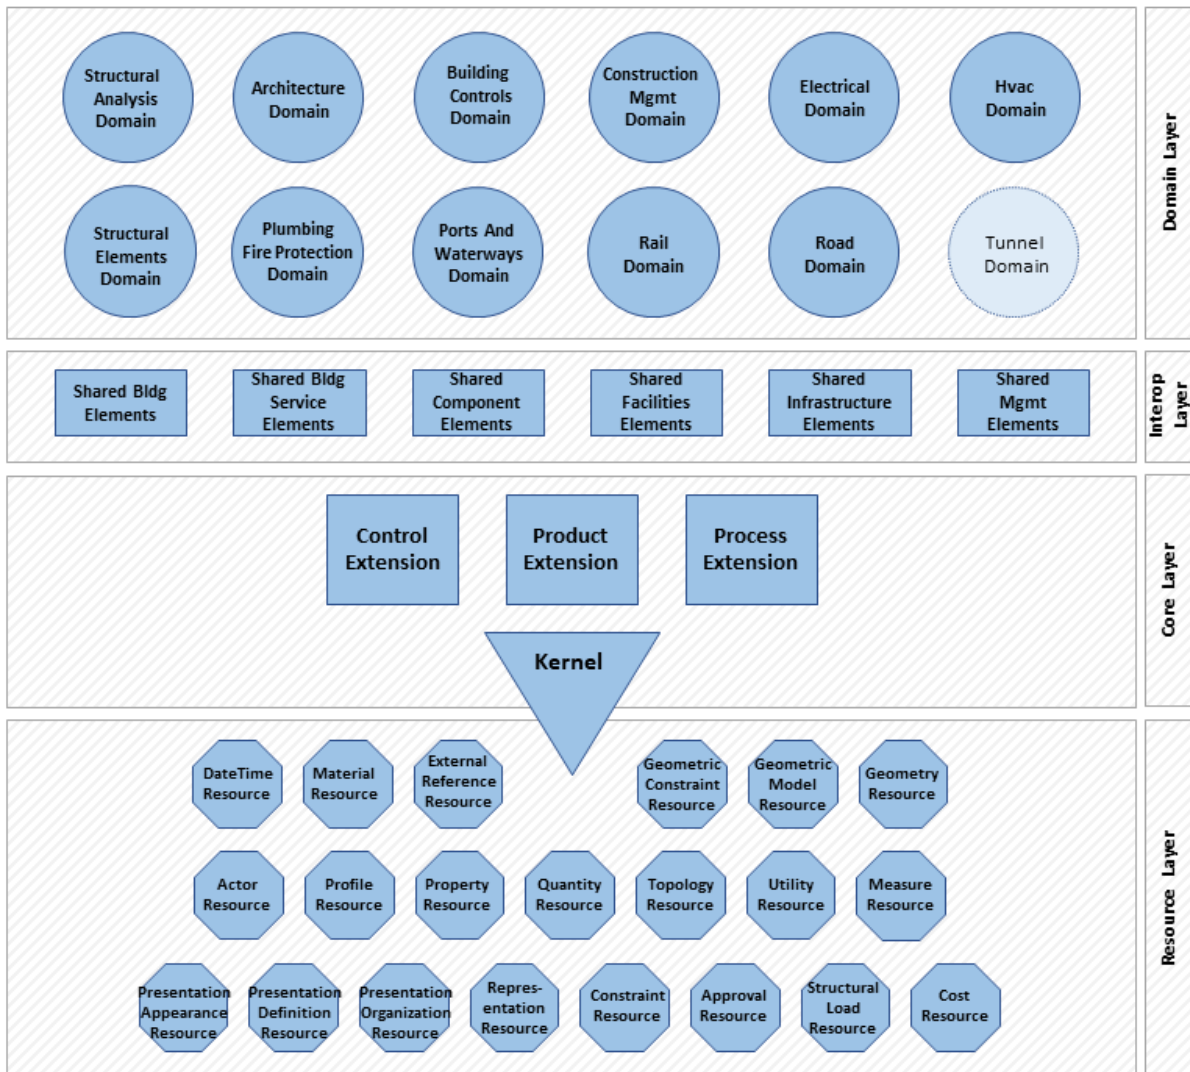 Structural
Analysis
Domain
Architecture
Domain
Building
Controls
Domain
Construction
Mgmt
Domain
Electrical
Domain
Hvac
Domain
Structural
Elements
Domain
Plumbing
Fire Protection
Domain
Ports And
Waterways
Domain
Rail
Domain
Road
Domain
Tunnel
Domain
Domain Layer
Shared Bldg
Elements
Shared Bldg
Service
Elements
Shared
Component
Elements
Shared
Facilities
Elements
Shared
Infrastructure
Elements
Shared
Mgmt
Elements
Interop
Layer
Control
Extension
Product
Extension
Process
Extension
Kernel
Core Layer
DateTime
Resource
Material
Resource
External
Reference
Resource
Geometric
Constraint
Resource
Geometric
Model
Resource
Geometry
Resource
Actor
Resource
Profile
Resource
Property
Resource
Quantity
Resource
Topology
Resource
Utility
Resource
Measure
Resource
Presentation
Appearance
Resource
Presentation
Definition
Resource
Presentation
Organization
Resource
Repres-
entation
Resource
Constraint
Resource
Approval
Resource
Structural
Load
Resource
Cost
Resource
Resource Layer